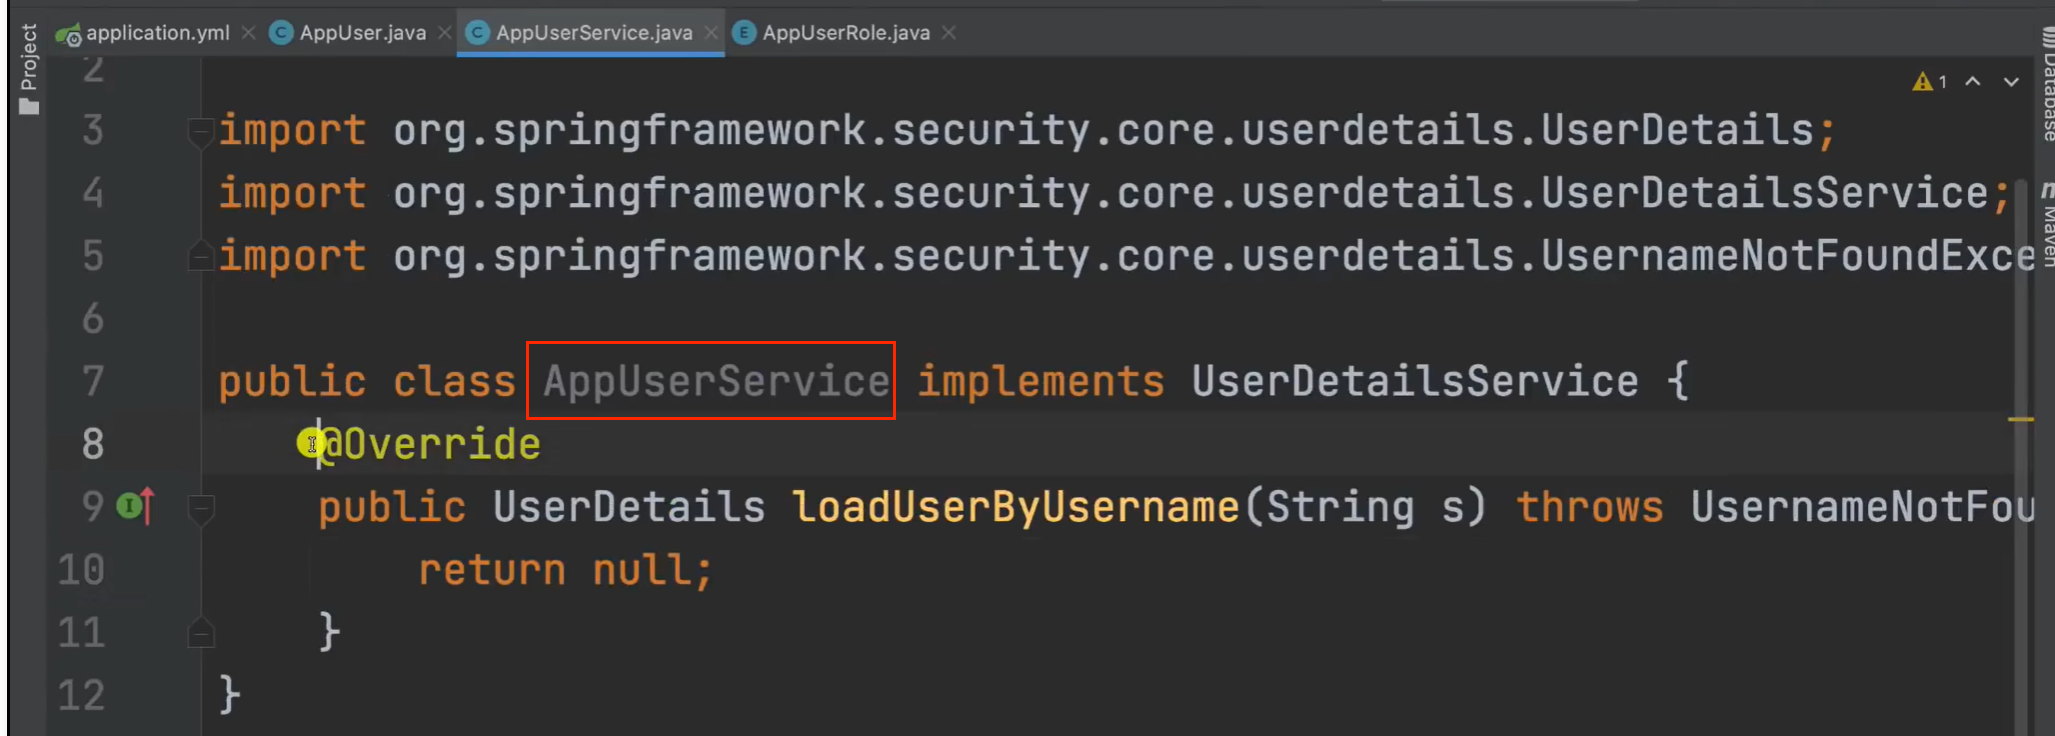 Project
application.yml
AppUser.java
AppUserService.java
AppUserRole.java
1
2
3 import org.springframework.security.core.userdetails.UserDetails;
4 import org.springframework.security.core.userdetails.UserDetailsService;
5 import org.springframework.security.core.userdetails.UsernameNotFoundExce
6
7 public class AppUserService implements UserDetailsService {
8 @Override
9 public UserDetails loadUserByUsername(String s) throws UsernameNotFou
10 return null;
11 }
12 }
Database
Maven